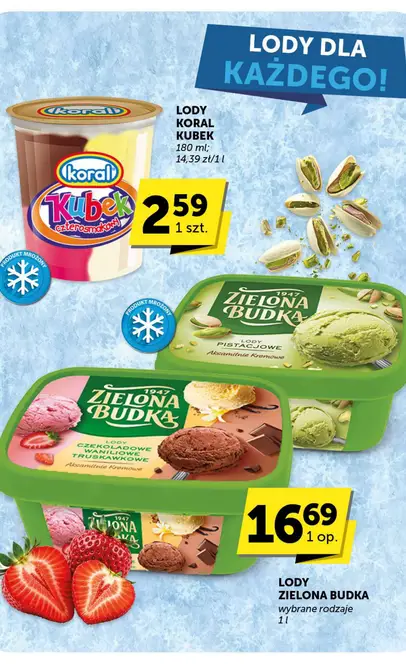 LODY DLA
KAŻDEGO!
LODY
KORAL
KUBEK
180 ml;
14,39 zł/1 l
koral
koral
Kubek
czterosmakowy
2 59
1 szt.
PRODUKT MROŻONY
PRODUKT MROŻONY
1947
ZIELONA
BUDKA
LODY
PISTACJOWE
Aksamitnie Kremowe
1947
ZIELONA
BUDKA
LODY
CZEKOLADOWE
WANILIOWE
TRUSKAWKOWE
Aksamitnie Kremowe
ZIELONA
BUDKA
16 69
1 op.
LODY
ZIELONA BUDKA
wybrane rodzaje
1 l